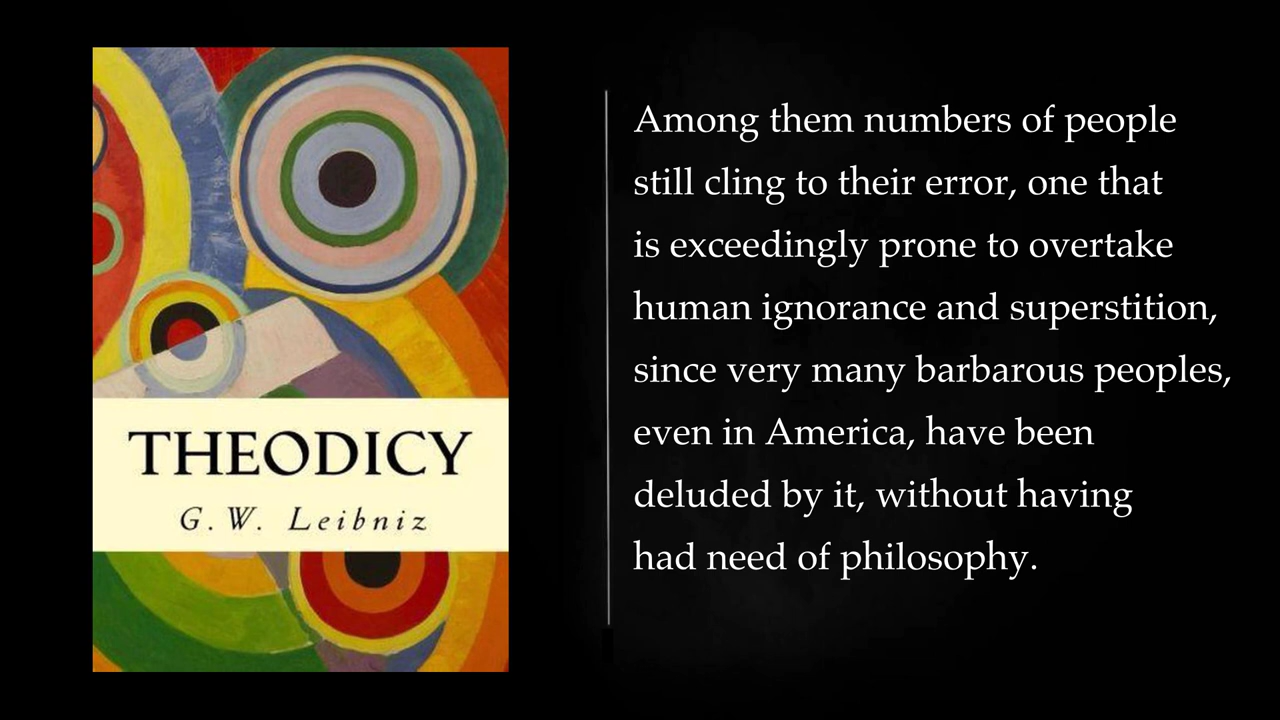 THEODICY
G. W. Leibniz
Among them numbers of people
still cling to their error, one that
is exceedingly prone to overtake
human ignorance and superstition,
since very many barbarous peoples,
even in America, have been
deluded by it, without having
had need of philosophy.